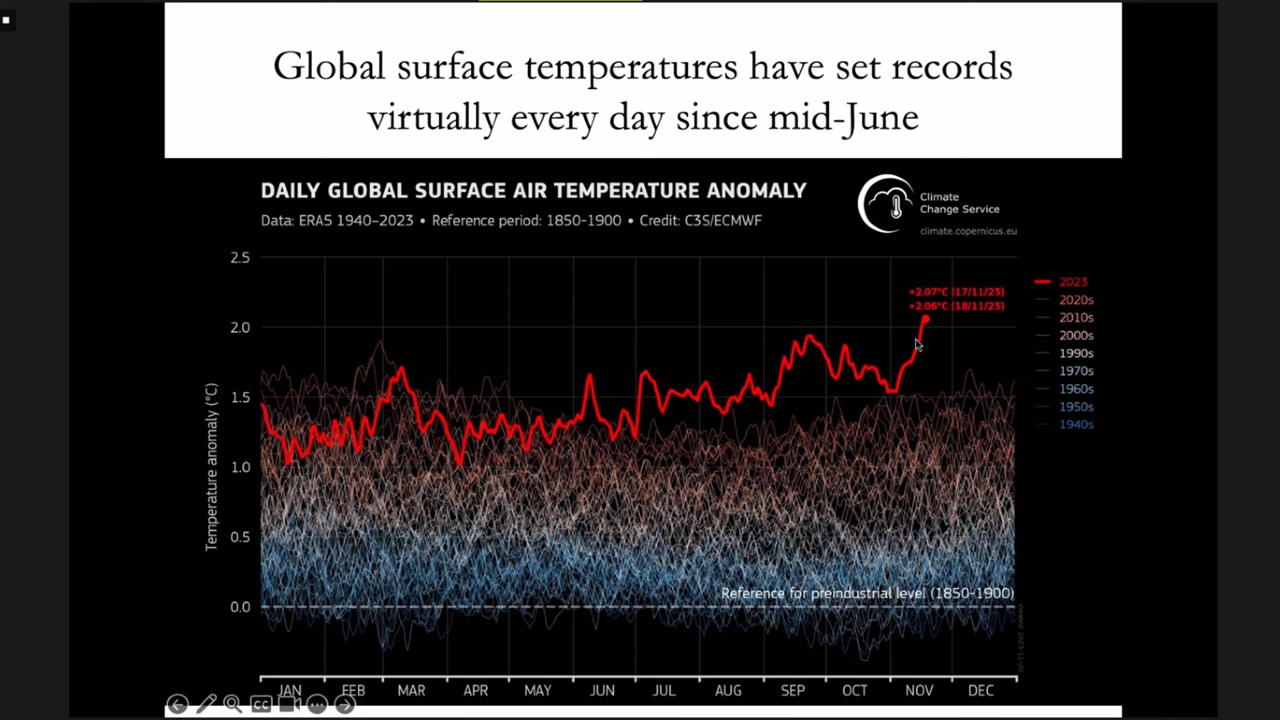 Global surface temperatures have set records
virtually every day since mid-June
DAILY GLOBAL SURFACE AIR TEMPERATURE ANOMALY
Data: ERA5 1940–2023 • Reference period: 1850-1900 • Credit: C3S/ECMWF
Climate
Change Service
climate.copernicus.eu
2.5
2.0
1.5
1.0
0.5
0.0
Temperature anomaly (°C)
+2.07°C (17/11/23)
+2.06°C (18/11/23)
2023
2020s
2010s
2000s
1990s
1970s
1960s
1950s
1940s
Reference for preindustrial level (1850-1900)
JAN FEB MAR APR MAY JUN JUL AUG SEP OCT NOV DEC
CC